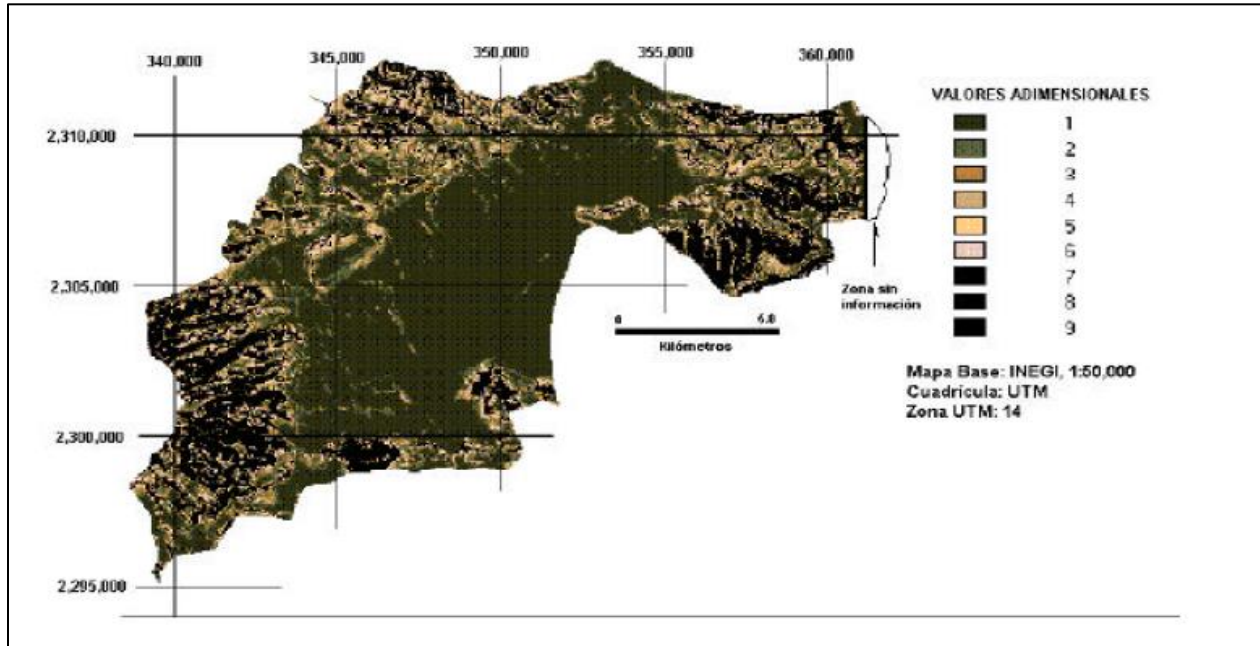 340,000
345,000
350,000
355,000
360,000
2,310,000
2,305,000
2,300,000
2,295,000
VALORES ADIMENSIONALES
1
2
3
4
5
6
7
8
9
Zona sin
información
0 6.0
Kilómetros
Mapa Base: INEGI, 1:50,000
Cuadrícula: UTM
Zona UTM: 14